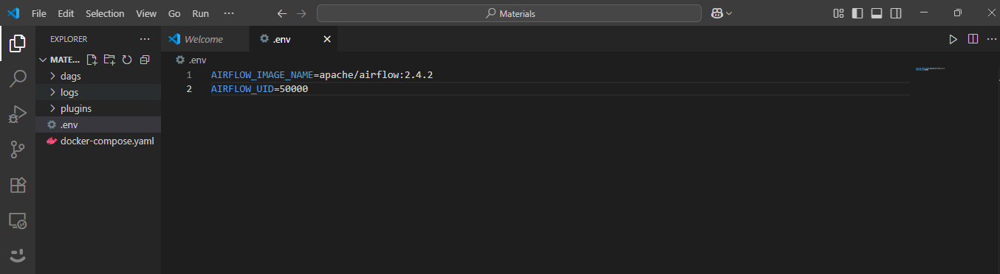 File Edit Selection View Go Run ...
Materials
EXPLORER
Welcome
.env
MATE...
.env
dags
1 AIRFLOW_IMAGE_NAME=apache/airflow:2.4.2
logs
2 AIRFLOW_UID=50000
plugins
.env
docker-compose.yaml